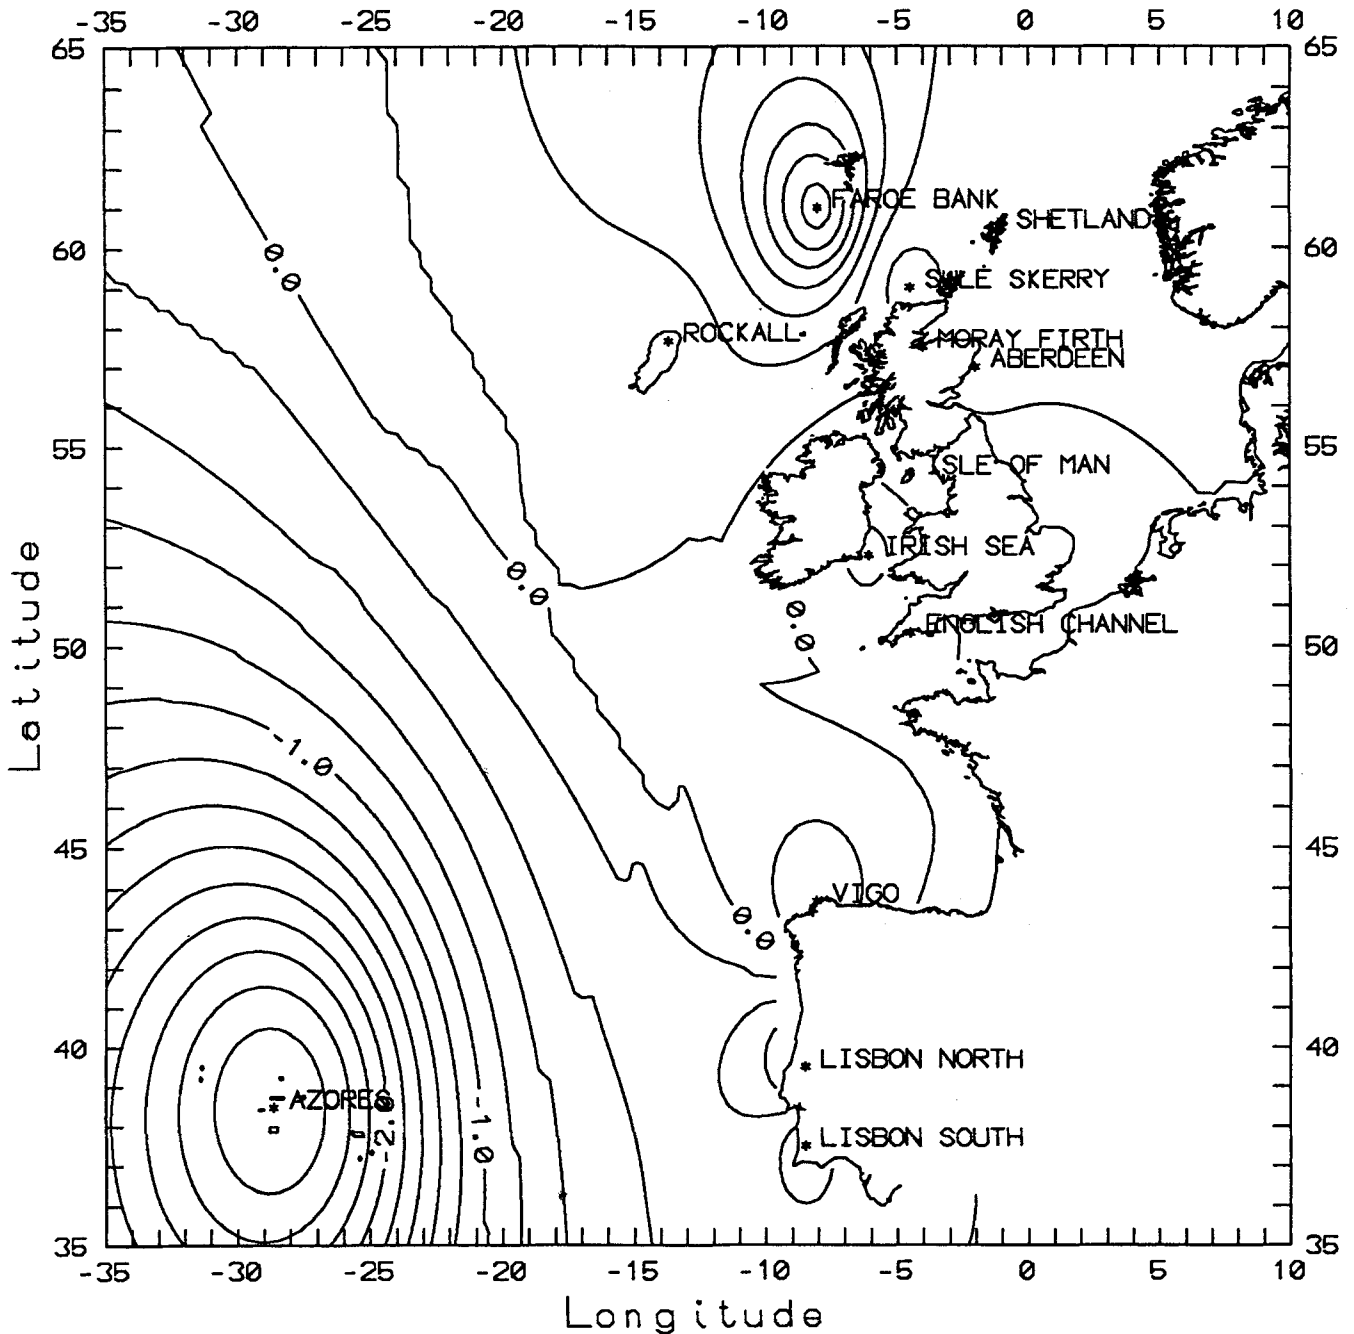 -35 -30 -25 -20 -15 -10 -5 0 5 10
65 65
FAROE BANK
SHETLAND
60 60
0.0
SULE SKERRY
ROCKALL
MORAY FIRTH
ABERDEEN
55 55
ISLE OF MAN
IRISH SEA
0.0
0.0
ENGLISH CHANNEL
50 50
-1.0
45 45
VIGO
0.0
40 40
LISBON NORTH
AZORES
-2.0
-1.0
LISBON SOUTH
35 35
-35 -30 -25 -20 -15 -10 -5 0 5 10
Longitude
Latitude